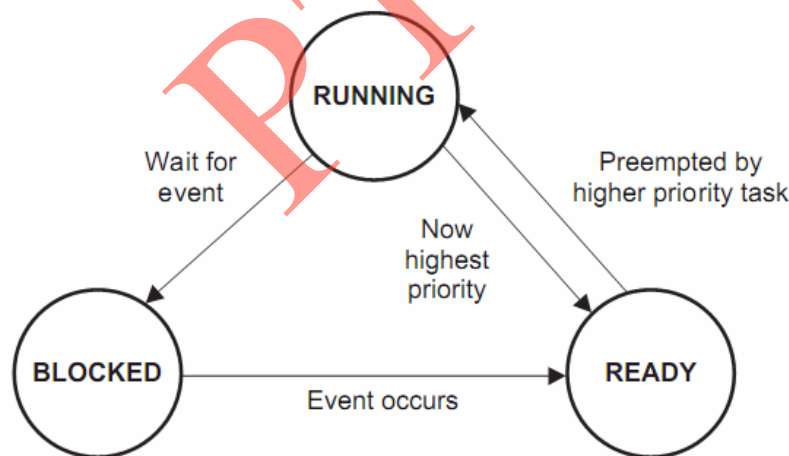 RUNNING
Wait for
event
Preempted by
higher priority task
Now
highest
priority
BLOCKED
READY
Event occurs